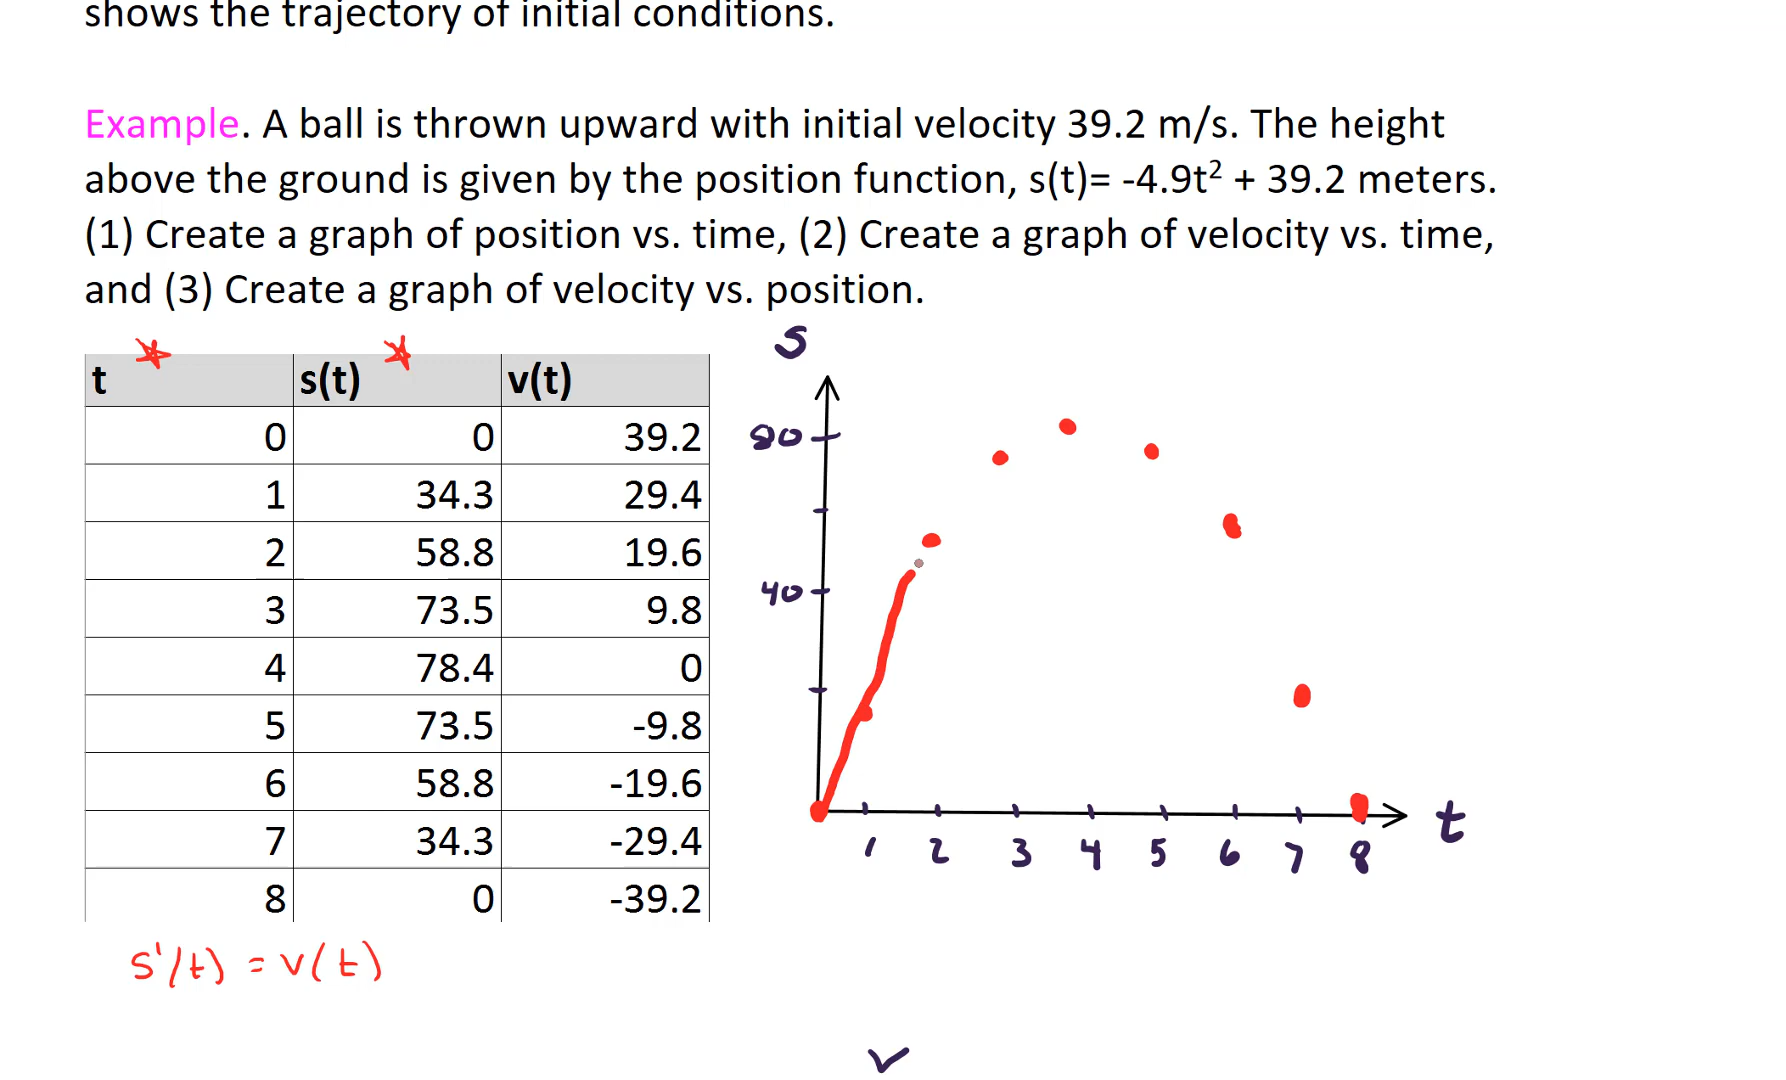 shows the trajectory of initial conditions.
Example. A ball is thrown upward with initial velocity 39.2 m/s. The height
above the ground is given by the position function, s(t)= -4.9t² + 39.2 meters.
(1) Create a graph of position vs. time, (2) Create a graph of velocity vs. time,
and (3) Create a graph of velocity vs. position.
t s(t) v(t)
0 0 39.2
1 34.3 29.4
2 58.8 19.6
3 73.5 9.8
4 78.4 0
5 73.5 -9.8
6 58.8 -19.6
7 34.3 -29.4
8 0 -39.2
s'(t) = v(t)
s
80
40
1 2 3 4 5 6 7 8
t
v